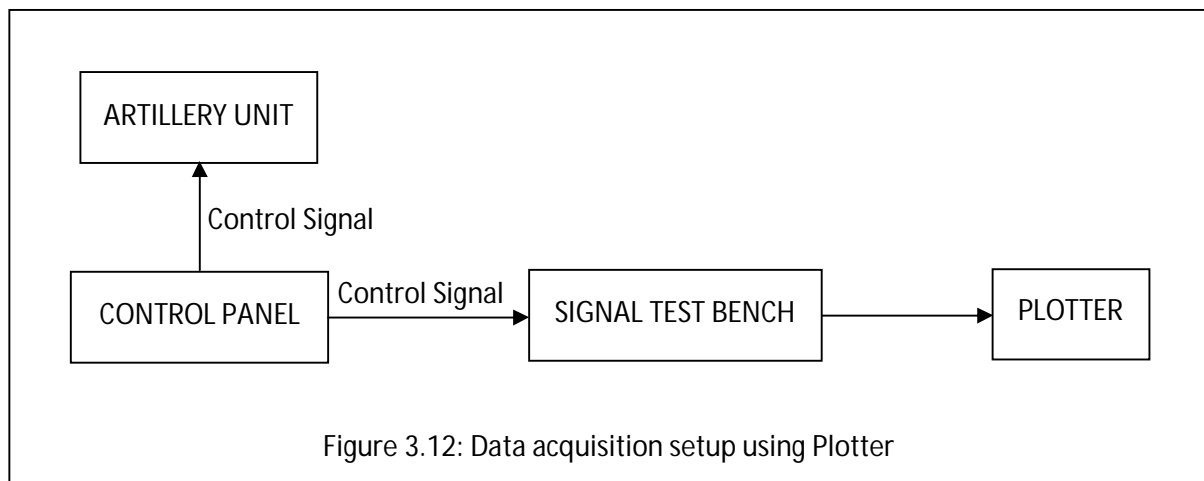 ARTILLERY UNIT
Control Signal
CONTROL PANEL
Control Signal
SIGNAL TEST BENCH
PLOTTER
Figure 3.12: Data acquisition setup using Plotter